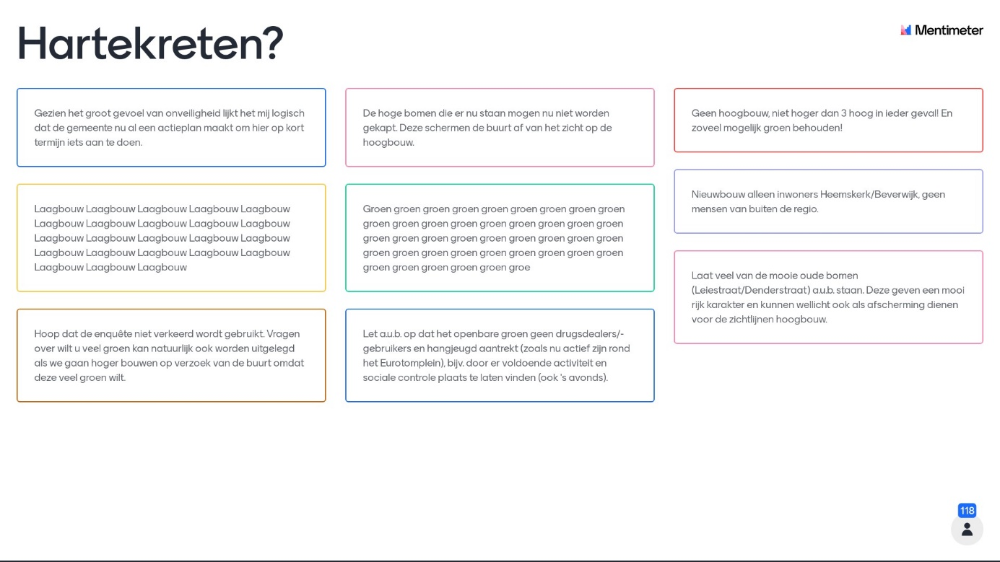 Hartekreten?
Mentimeter
Gezien het groot gevoel van onveiligheid lijkt het mij logisch
dat de gemeente nu al een actieplan maakt om hier op kort
termijn iets aan te doen.
Laagbouw Laagbouw Laagbouw Laagbouw Laagbouw
Laagbouw Laagbouw Laagbouw Laagbouw Laagbouw
Laagbouw Laagbouw Laagbouw Laagbouw Laagbouw
Laagbouw Laagbouw Laagbouw Laagbouw Laagbouw
Laagbouw Laagbouw Laagbouw
Hoop dat de enquête niet verkeerd wordt gebruikt. Vragen
over wilt u veel groen kan natuurlijk ook worden uitgelegd
als we gaan hoger bouwen op verzoek van de buurt omdat
deze veel groen wilt.
De hoge bomen die er nu staan mogen nu niet worden
gekapt. Deze schermen de buurt af van het zicht op de
hoogbouw.
Groen groen groen groen groen groen groen groen groen
groen groen groen groen groen groen groen groen groen
groen groen groen groen groen groen groen groen groen
groen groen groen groen groen groen groen groen groen
groen groen groen groen groen groe
Let a.u.b. op dat het openbare groen geen drugsdealers/-
gebruikers en hangjeugd aantrekt (zoals nu actief zijn rond
het Eurotomplein), bijv. door er voldoende activiteit en
sociale controle plaats te laten vinden (ook 's avonds).
Geen hoogbouw, niet hoger dan 3 hoog in ieder geval! En
zoveel mogelijk groen behouden!
Nieuwbouw alleen inwoners Heemskerk/Beverwijk, geen
mensen van buiten de regio.
Laat veel van de mooie oude bomen
(Leiestraat/Denderstraat) a.u.b. staan. Deze geven een mooi
rijk karakter en kunnen wellicht ook als afscherming dienen
voor de zichtlijnen hoogbouw.
118